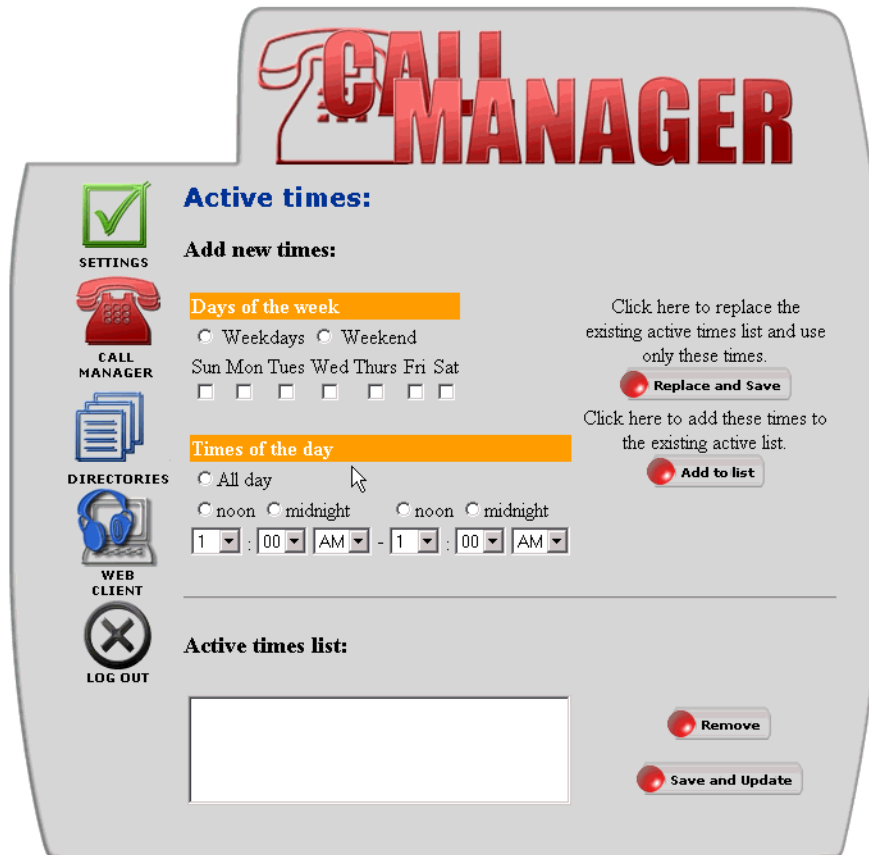 CALL
MANAGER
SETTINGS
CALL
MANAGER
DIRECTORIES
WEB
CLIENT
LOG OUT
Active times:
Add new times:
Days of the week
Weekdays Weekend
Sun Mon Tues Wed Thurs Fri Sat
Times of the day
All day
noon midnight noon midnight
1 : 00 AM - 1 : 00 AM
Click here to replace the
existing active times list and use
only these times.
Replace and Save
Click here to add these times to
the existing active list.
Add to list
Active times list:
Remove
Save and Update